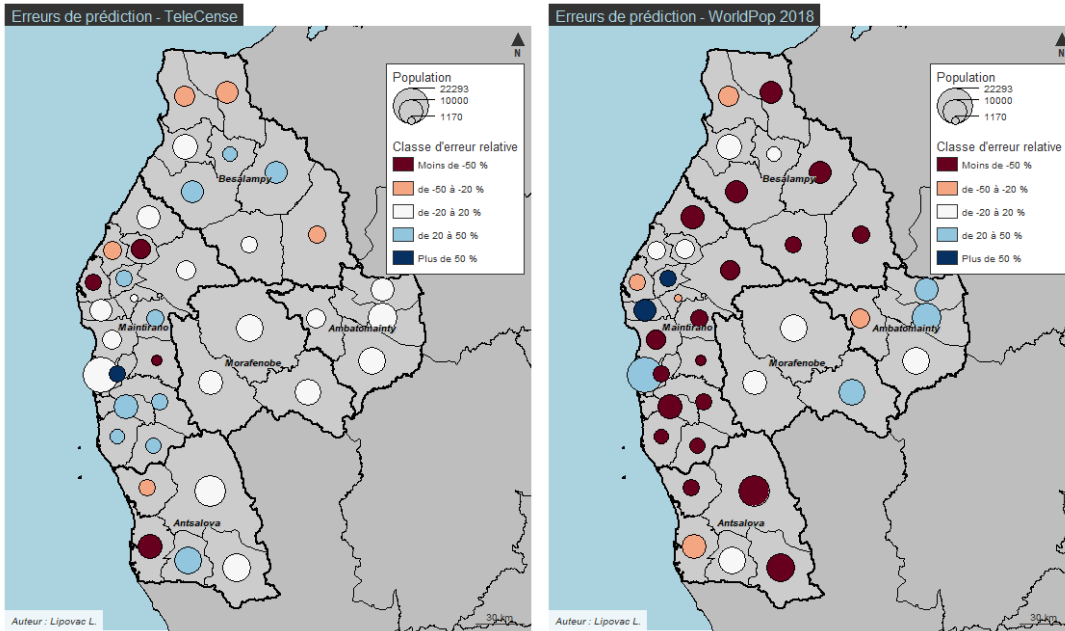 Erreurs de prédiction - TeleCense
N
Population
22293
10000
1170
Classe d'erreur relative
Moins de -50 %
de -50 à -20 %
de -20 à 20 %
de 20 à 50 %
Plus de 50 %
Besalampy
Maintirano
Ambatomainty
Morafenobe
Antsalova
Auteur : Lipovac L.
30 km
Erreurs de prédiction - WorldPop 2018
N
Population
22293
10000
1170
Classe d'erreur relative
Moins de -50 %
de -50 à -20 %
de -20 à 20 %
de 20 à 50 %
Plus de 50 %
Besalampy
Maintirano
Ambatomainty
Morafenobe
Antsalova
Auteur : Lipovac L.
30 km